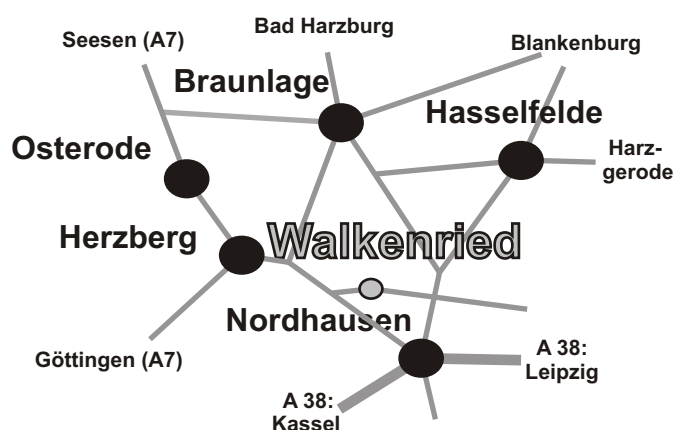 Bad Harzburg
Seesen (A7)
Blankenburg
Braunlage
Hasselfelde
Osterode
Harz-
gerode
Herzberg
Walkenried
Nordhausen
Göttingen (A7)
A 38:
Leipzig
A 38:
Kassel